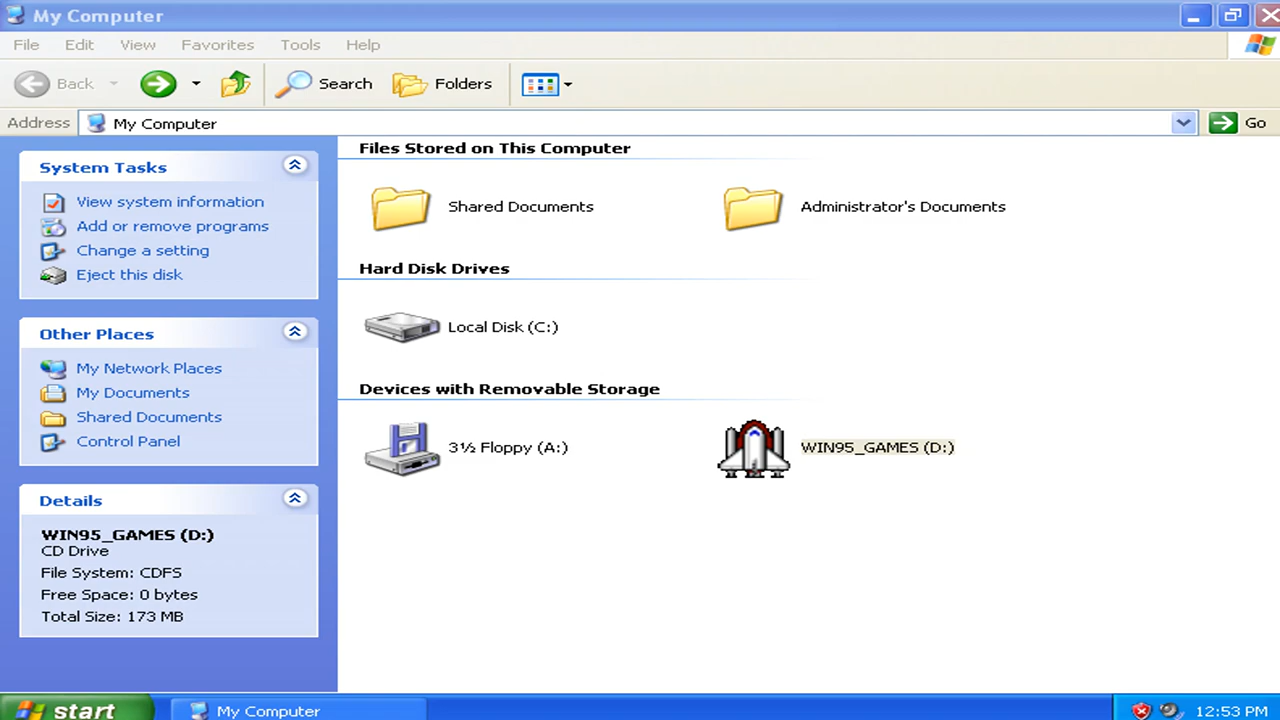 My Computer
File Edit View Favorites Tools Help
Back Search Folders
Address My Computer Go
System Tasks
View system information
Add or remove programs
Change a setting
Eject this disk
Other Places
My Network Places
My Documents
Shared Documents
Control Panel
Details
WIN95_GAMES (D:)
CD Drive
File System: CDFS
Free Space: 0 bytes
Total Size: 173 MB
Files Stored on This Computer
Shared Documents Administrator's Documents
Hard Disk Drives
Local Disk (C:)
Devices with Removable Storage
3½ Floppy (A:) WIN95_GAMES (D:)
start My Computer 12:53 PM